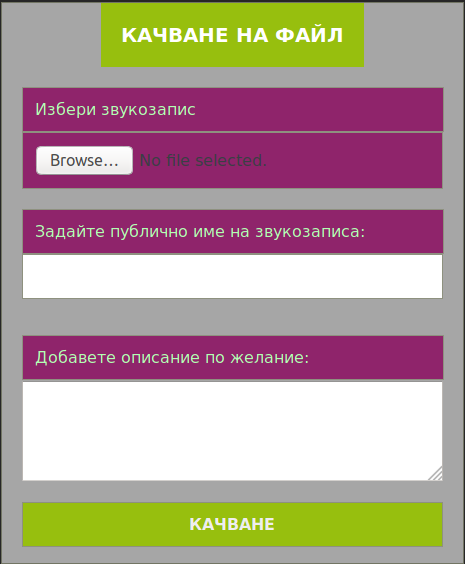 КАЧВАНЕ НА ФАЙЛ
Избери звукозапис
Browse... No file selected.
Задайте публично име на звукозаписа:
Добавете описание по желание:
КАЧВАНЕ